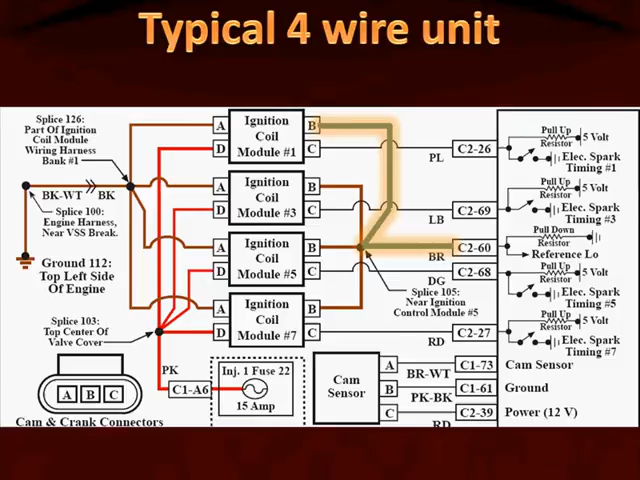 Typical 4 wire unit
Splice 126:
Part Of Ignition
Coil Module
Wiring Harness
Bank #1
BK-WT
BK
Splice 100:
Engine Harness,
Near VSS Break.
Ground 112:
Top Left Side
Of Engine
Splice 103:
Top Center Of
Valve Cover
A B C
Cam & Crank Connectors
PK
C1-A6
Inj. 1 Fuse 22
15 Amp
A
D
Ignition
Coil
Module #1
B
C
A
D
Ignition
Coil
Module #3
B
C
A
D
Ignition
Coil
Module #5
B
C
A
D
Ignition
Coil
Module #7
B
C
Splice 105:
Near Ignition
Control Module #5
Cam
Sensor
A
B
C
PL
LB
BR
DG
RD
BR-WT
PK-BK
RD
C2-26
C2-69
C2-60
C2-68
C2-27
C1-73
C1-61
C2-39
Pull Up
Resistor
5 Volt
Elec. Spark
Timing #1
Pull Up
Resistor
5 Volt
Elec. Spark
Timing #3
Pull Down
Resistor
Reference Lo
Pull Up
Resistor
5 Volt
Elec. Spark
Timing #5
Pull Up
Resistor
5 Volt
Elec. Spark
Timing #7
Cam Sensor
Ground
Power (12 V)